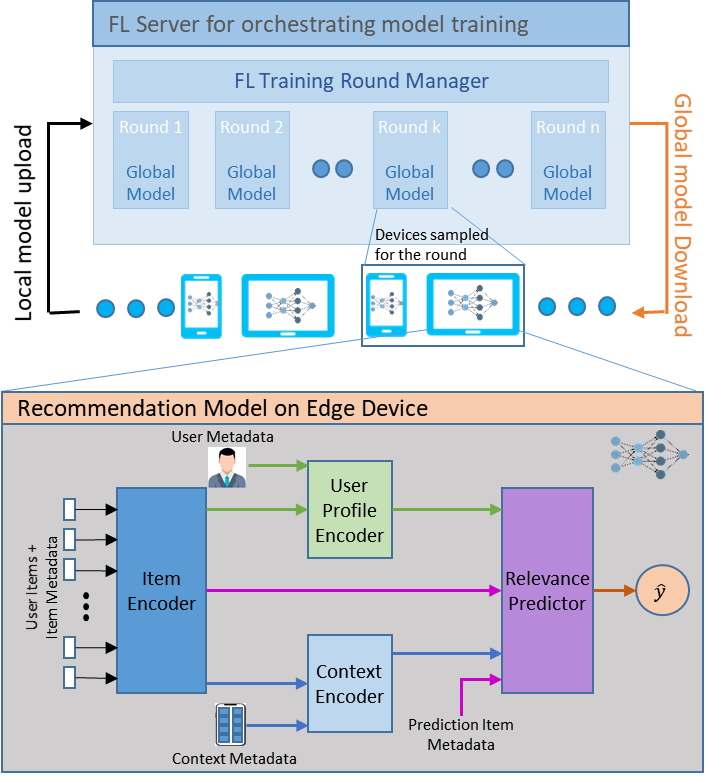 FL Server for orchestrating model training
FL Training Round Manager
Round 1
Global
Model
Round 2
Global
Model
Round k
Global
Model
Round n
Global
Model
Local model upload
Global model Download
Devices sampled
for the round
Recommendation Model on Edge Device
User Metadata
User
Profile
Encoder
User Items +
Item Metadata
Item
Encoder
Relevance
Predictor
ŷ
Context
Encoder
Context Metadata
Prediction Item
Metadata